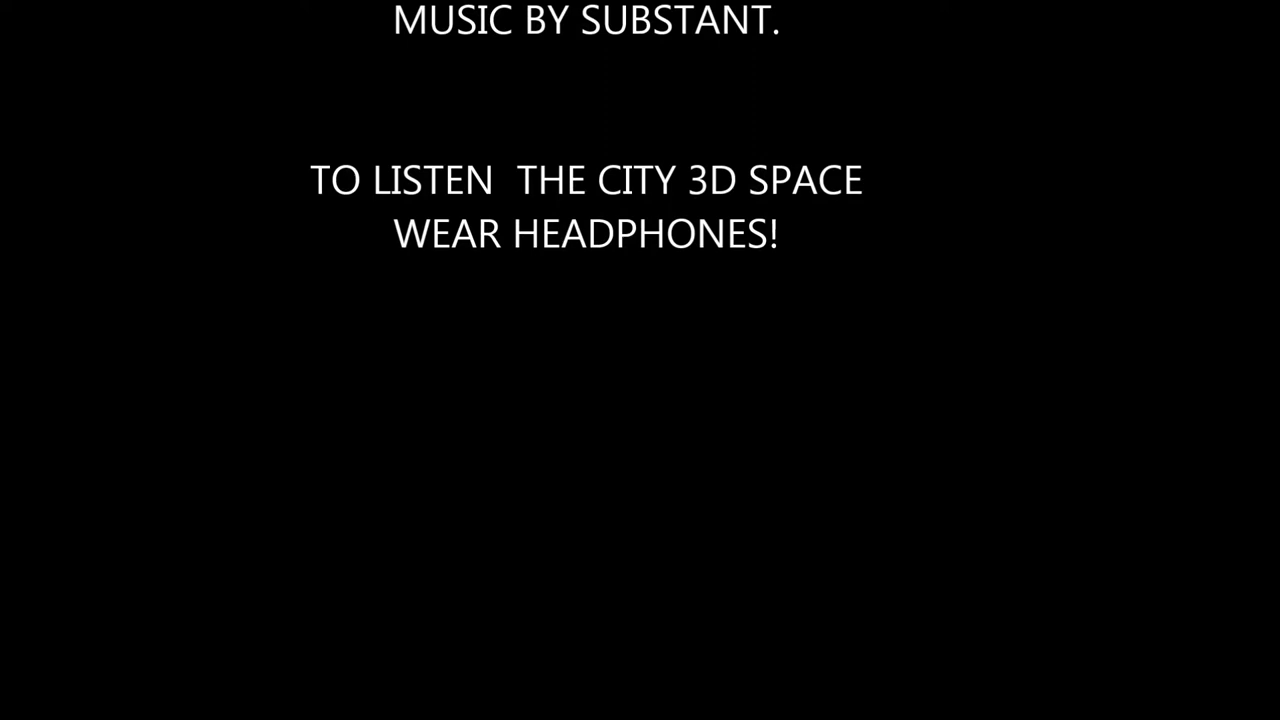 MUSIC BY SUBSTANT.
TO LISTEN  THE CITY 3D SPACE
WEAR HEADPHONES!